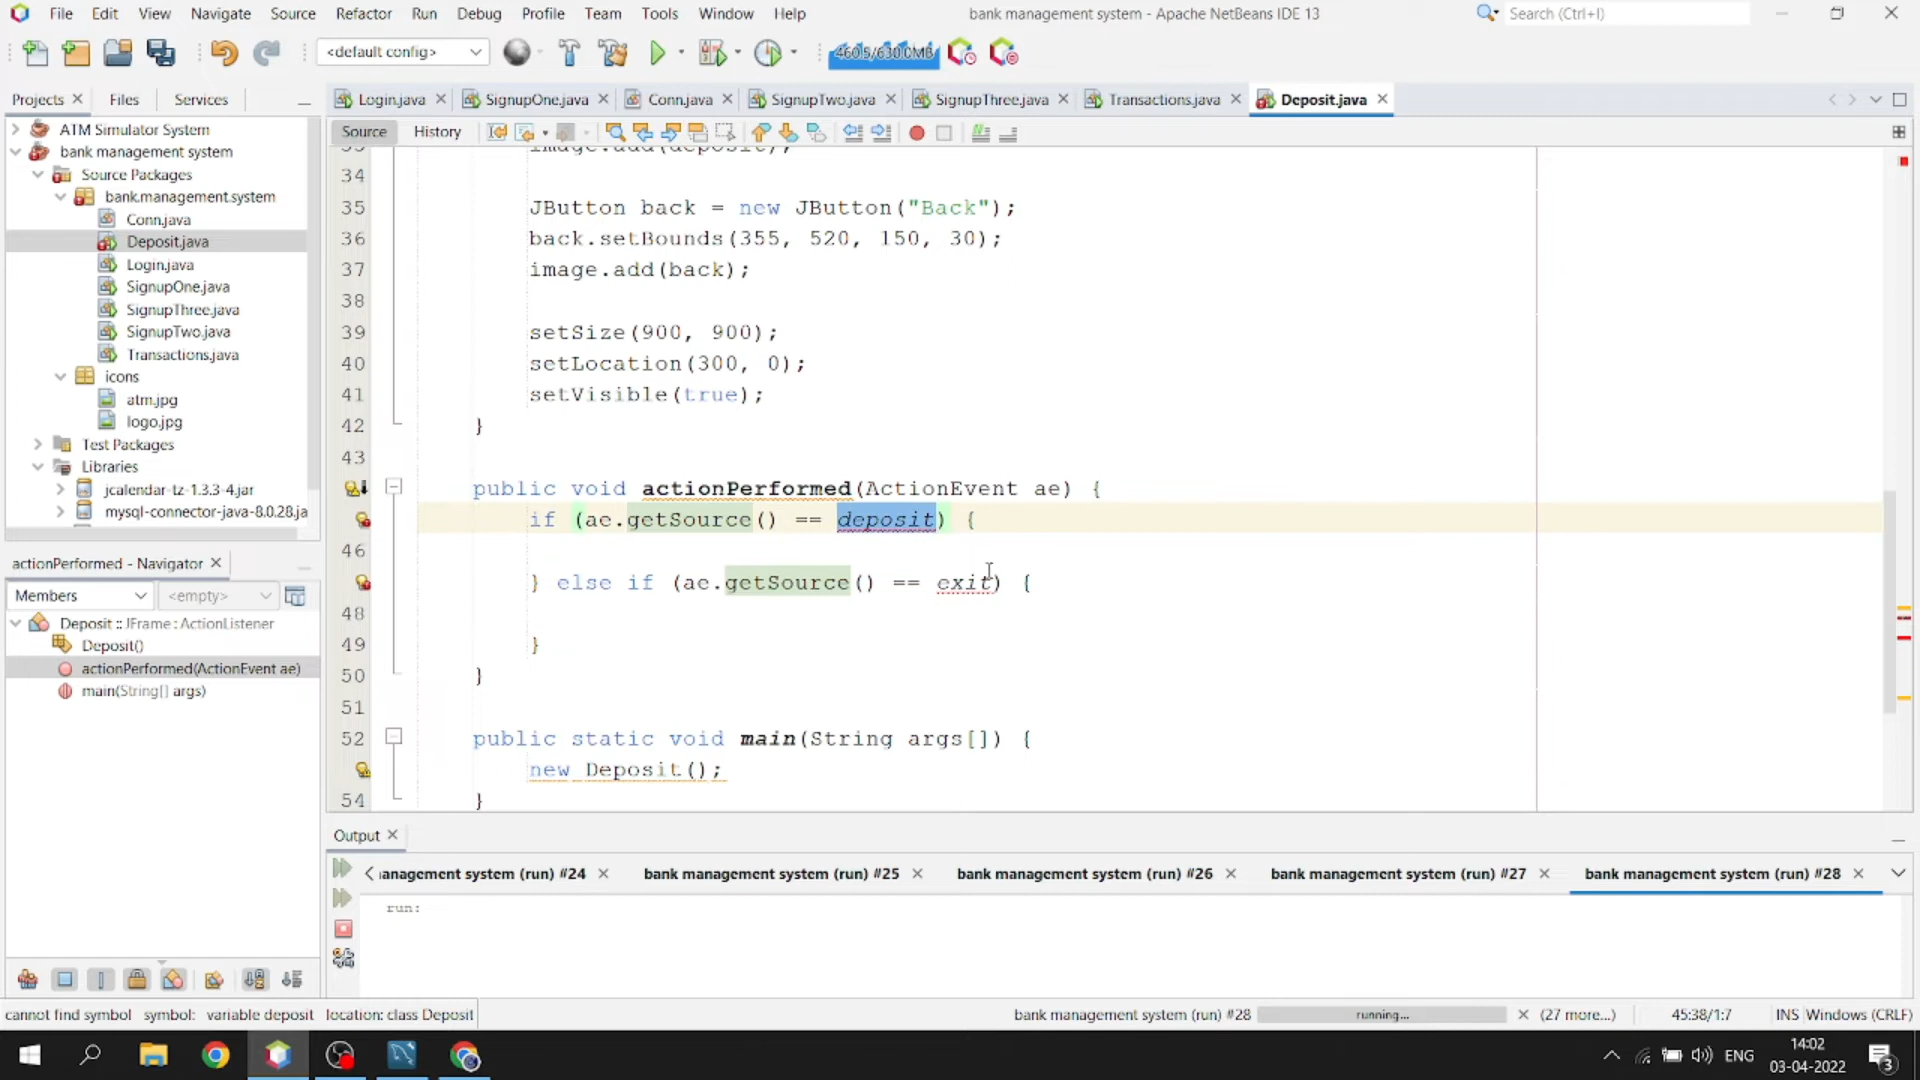 File Edit View Navigate Source Refactor Run Debug Profile Team Tools Window Help
bank management system - Apache NetBeans IDE 13
Search (Ctrl+I)
<default config>
460.5/630.0MB
Projects
Files
Services
Login.java
SignupOne.java
Conn.java
SignupTwo.java
SignupThree.java
Transactions.java
Deposit.java
Source
History
ATM Simulator System
bank management system
Source Packages
bank.management.system
Conn.java
Deposit.java
Login.java
SignupOne.java
SignupThree.java
SignupTwo.java
Transactions.java
icons
atm.jpg
logo.jpg
Test Packages
Libraries
jcalendar-tz-1.3.3-4.jar
mysql-connector-java-8.0.28.ja
actionPerformed - Navigator
Members
<empty>
Deposit :: JFrame : ActionListener
Deposit()
actionPerformed(ActionEvent ae)
main(String[] args)
image.add(deposit);
34
35 JButton back = new JButton("Back");
36 back.setBounds(355, 520, 150, 30);
37 image.add(back);
38
39 setSize(900, 900);
40 setLocation(300, 0);
41 setVisible(true);
42 }
43
public void actionPerformed(ActionEvent ae) {
if (ae.getSource() == deposit) {
46
} else if (ae.getSource() == exit) {
48
49 }
50 }
51
52 public static void main(String args[]) {
new Deposit();
54 }
Output
anagement system (run) #24
bank management system (run) #25
bank management system (run) #26
bank management system (run) #27
bank management system (run) #28
run:
cannot find symbol symbol: variable deposit location: class Deposit
bank management system (run) #28
running...
(27 more...)
45:38/1:7
INS
Windows (CRLF)
ENG
14:02
03-04-2022
3